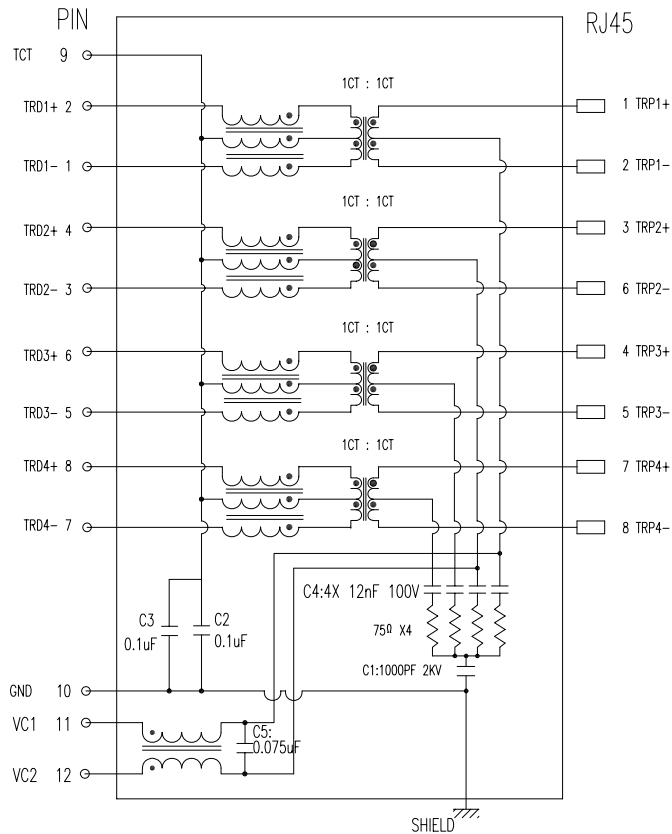 PIN
RJ45
TCT 9
1CT : 1CT
TRD1+ 2
1 TRP1+
TRD1- 1
2 TRP1-
1CT : 1CT
TRD2+ 4
3 TRP2+
TRD2- 3
6 TRP2-
1CT : 1CT
TRD3+ 6
4 TRP3+
TRD3- 5
5 TRP3-
1CT : 1CT
TRD4+ 8
7 TRP4+
TRD4- 7
8 TRP4-
C4:4X 12nF 100V
C3
0.1uF
C2
0.1uF
75Ω X4
C1:1000PF 2KV
GND 10
VC1 11
C5:
0.075uF
VC2 12
SHIELD